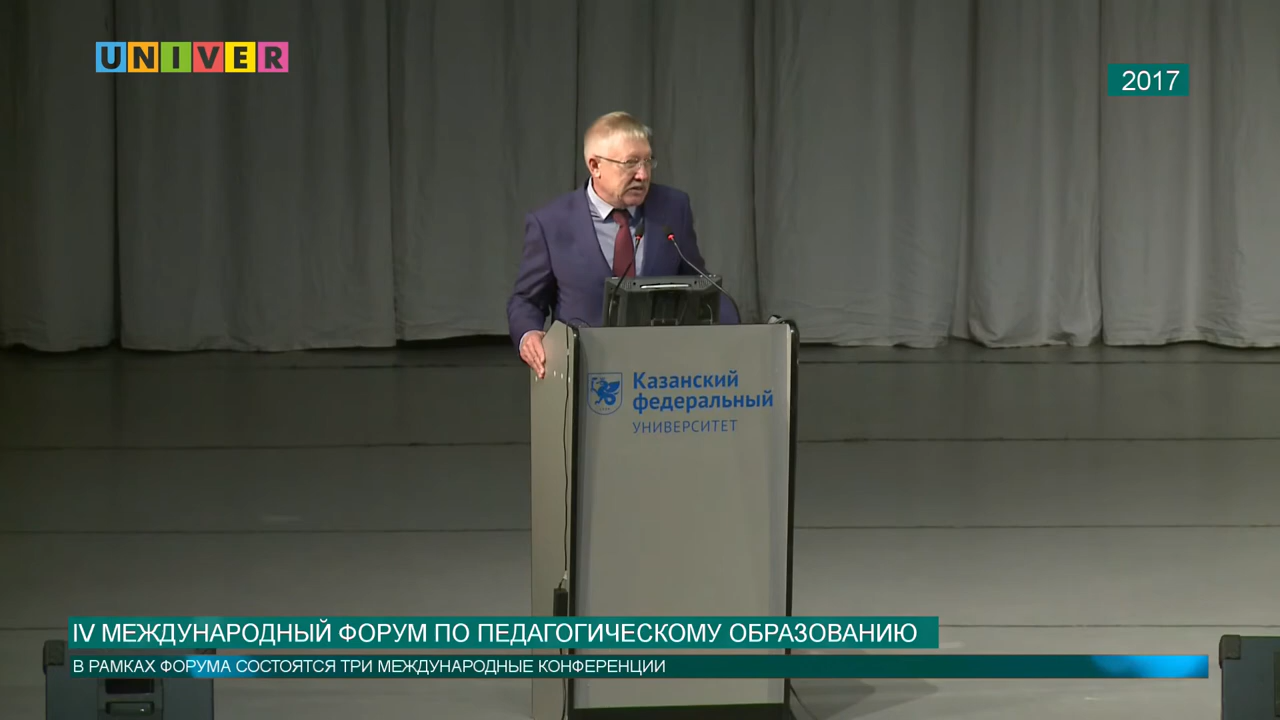 UNIVER
2017
Казанский
федеральный
УНИВЕРСИТЕТ
IV МЕЖДУНАРОДНЫЙ ФОРУМ ПО ПЕДАГОГИЧЕСКОМУ ОБРАЗОВАНИЮ
В РАМКАХ ФОРУМА СОСТОЯТСЯ ТРИ МЕЖДУНАРОДНЫЕ КОНФЕРЕНЦИИ